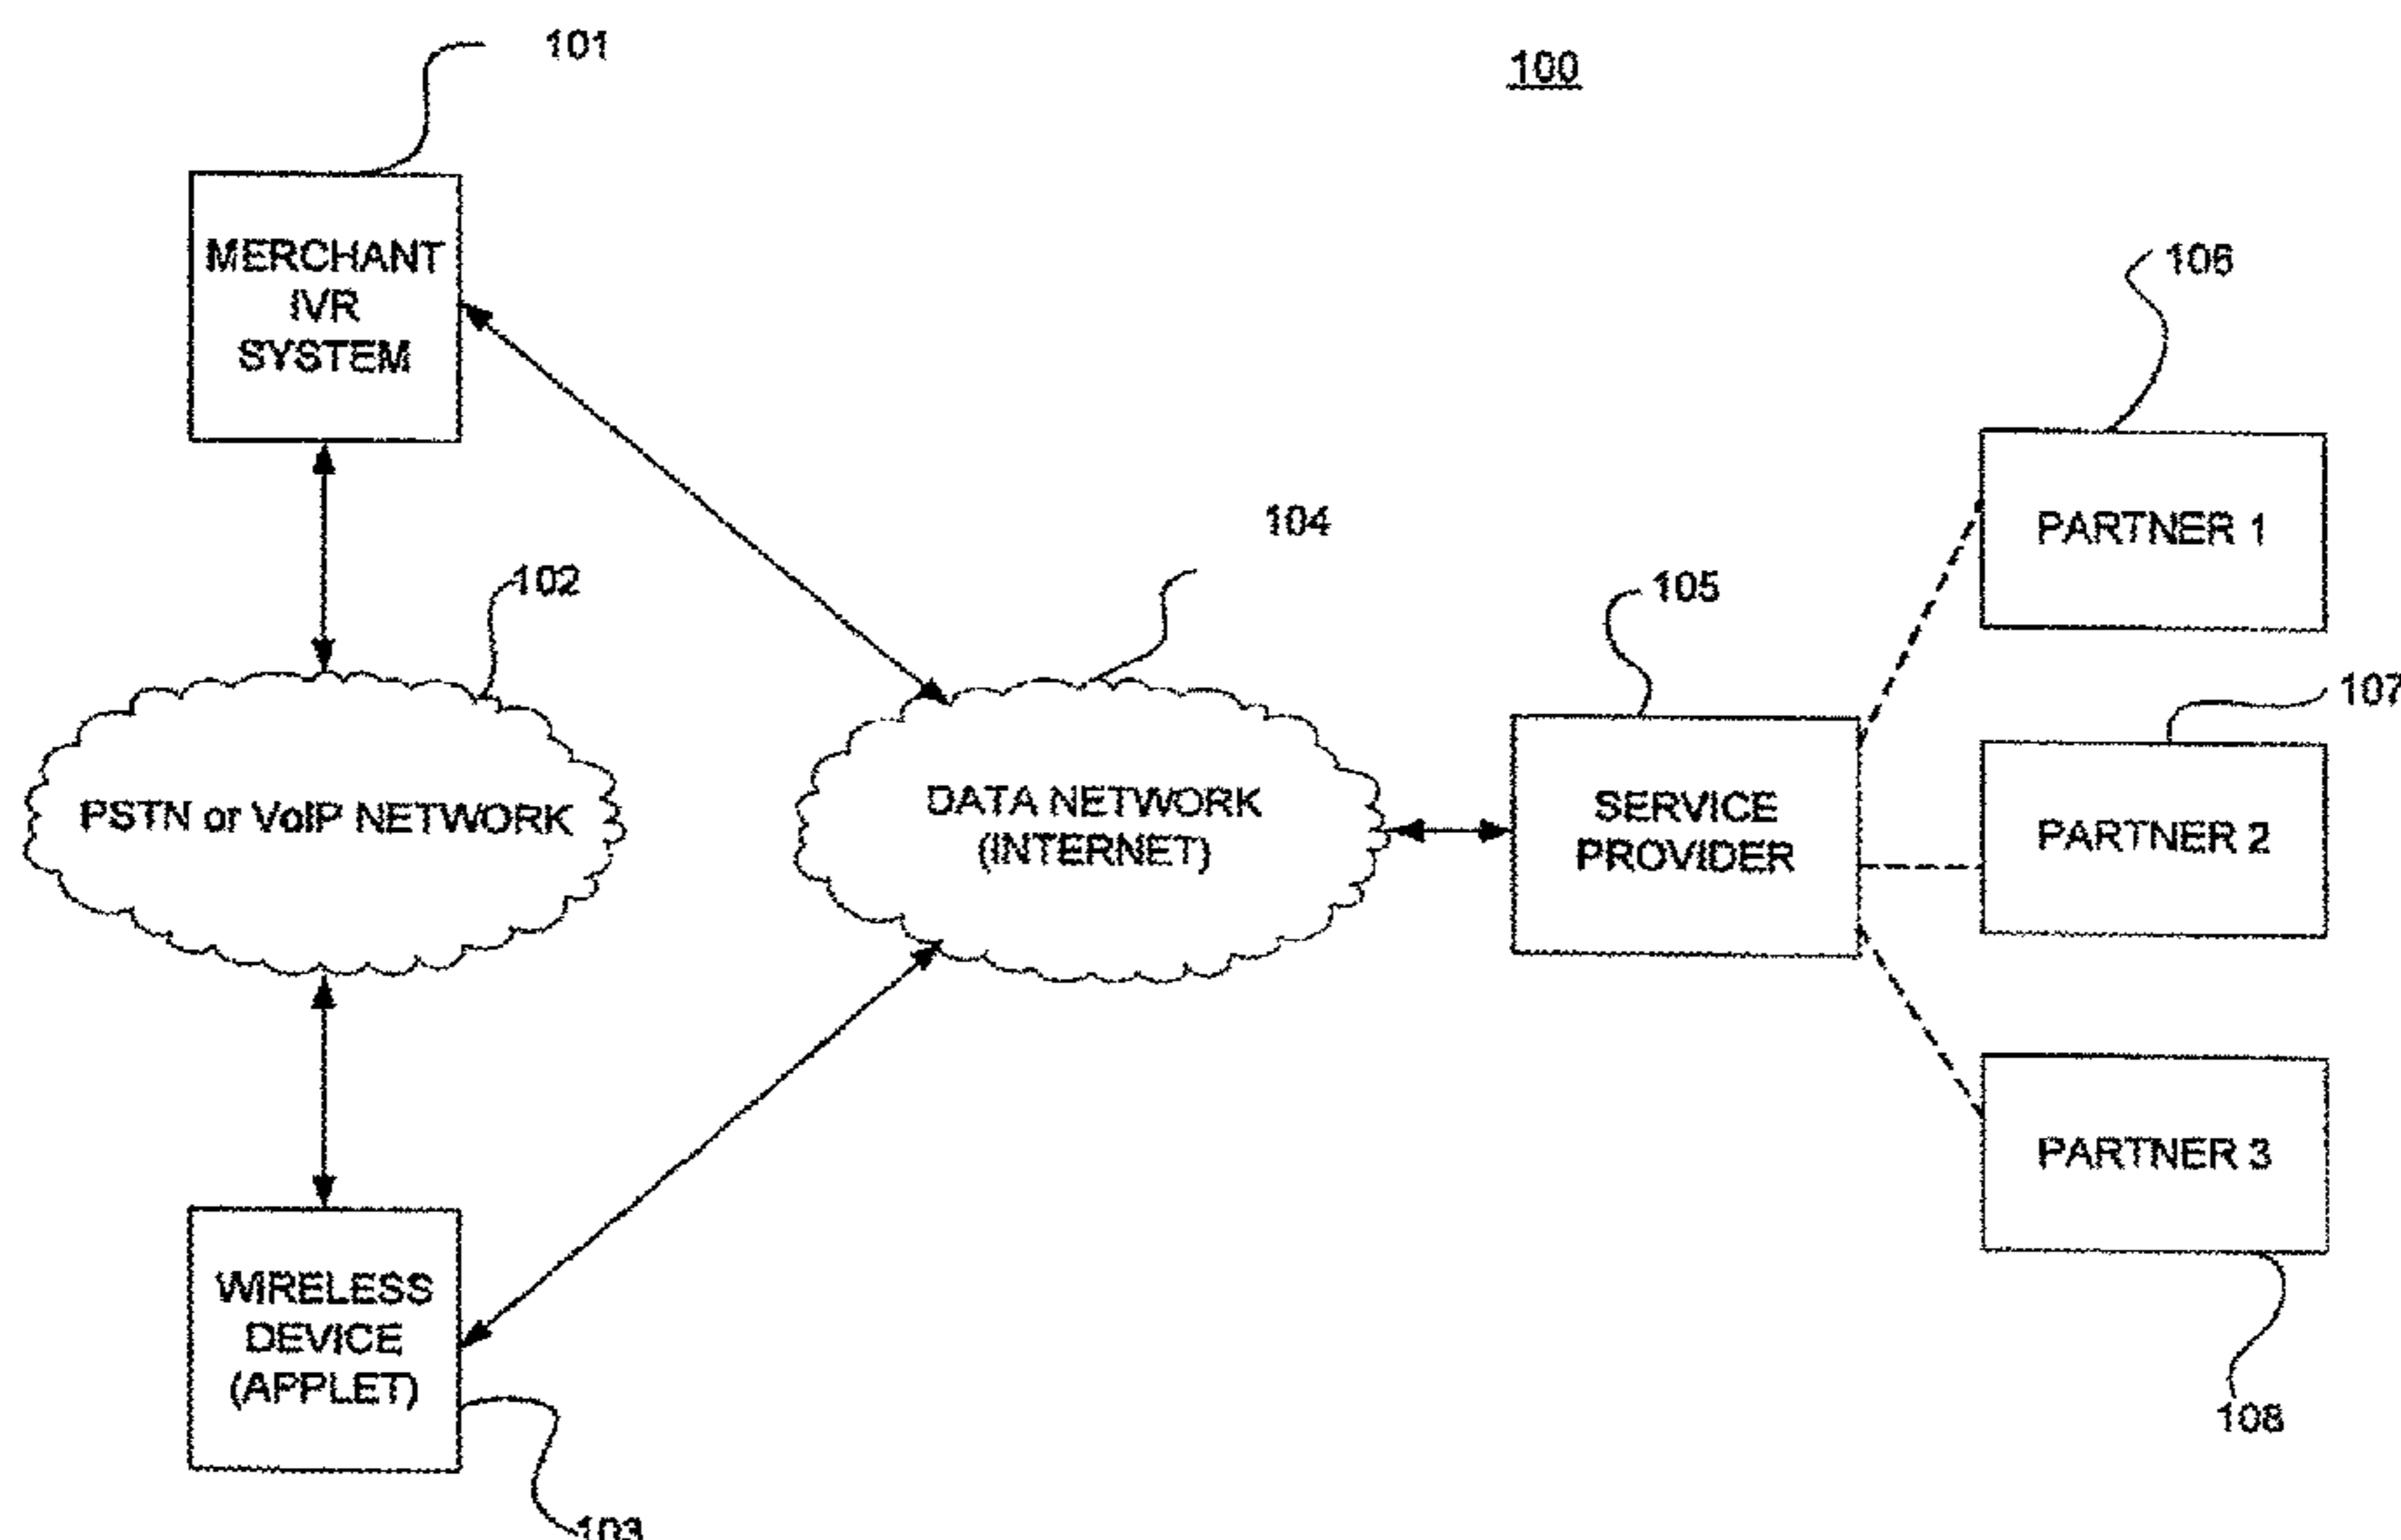 101
100
MERCHANT
IVR
SYSTEM
106
104
PARTNER 1
102
105
107
PSTN or VoIP NETWORK
DATA NETWORK
(INTERNET)
SERVICE
PROVIDER
PARTNER 2
PARTNER 3
WIRELESS
DEVICE
(APPLET)
108
103